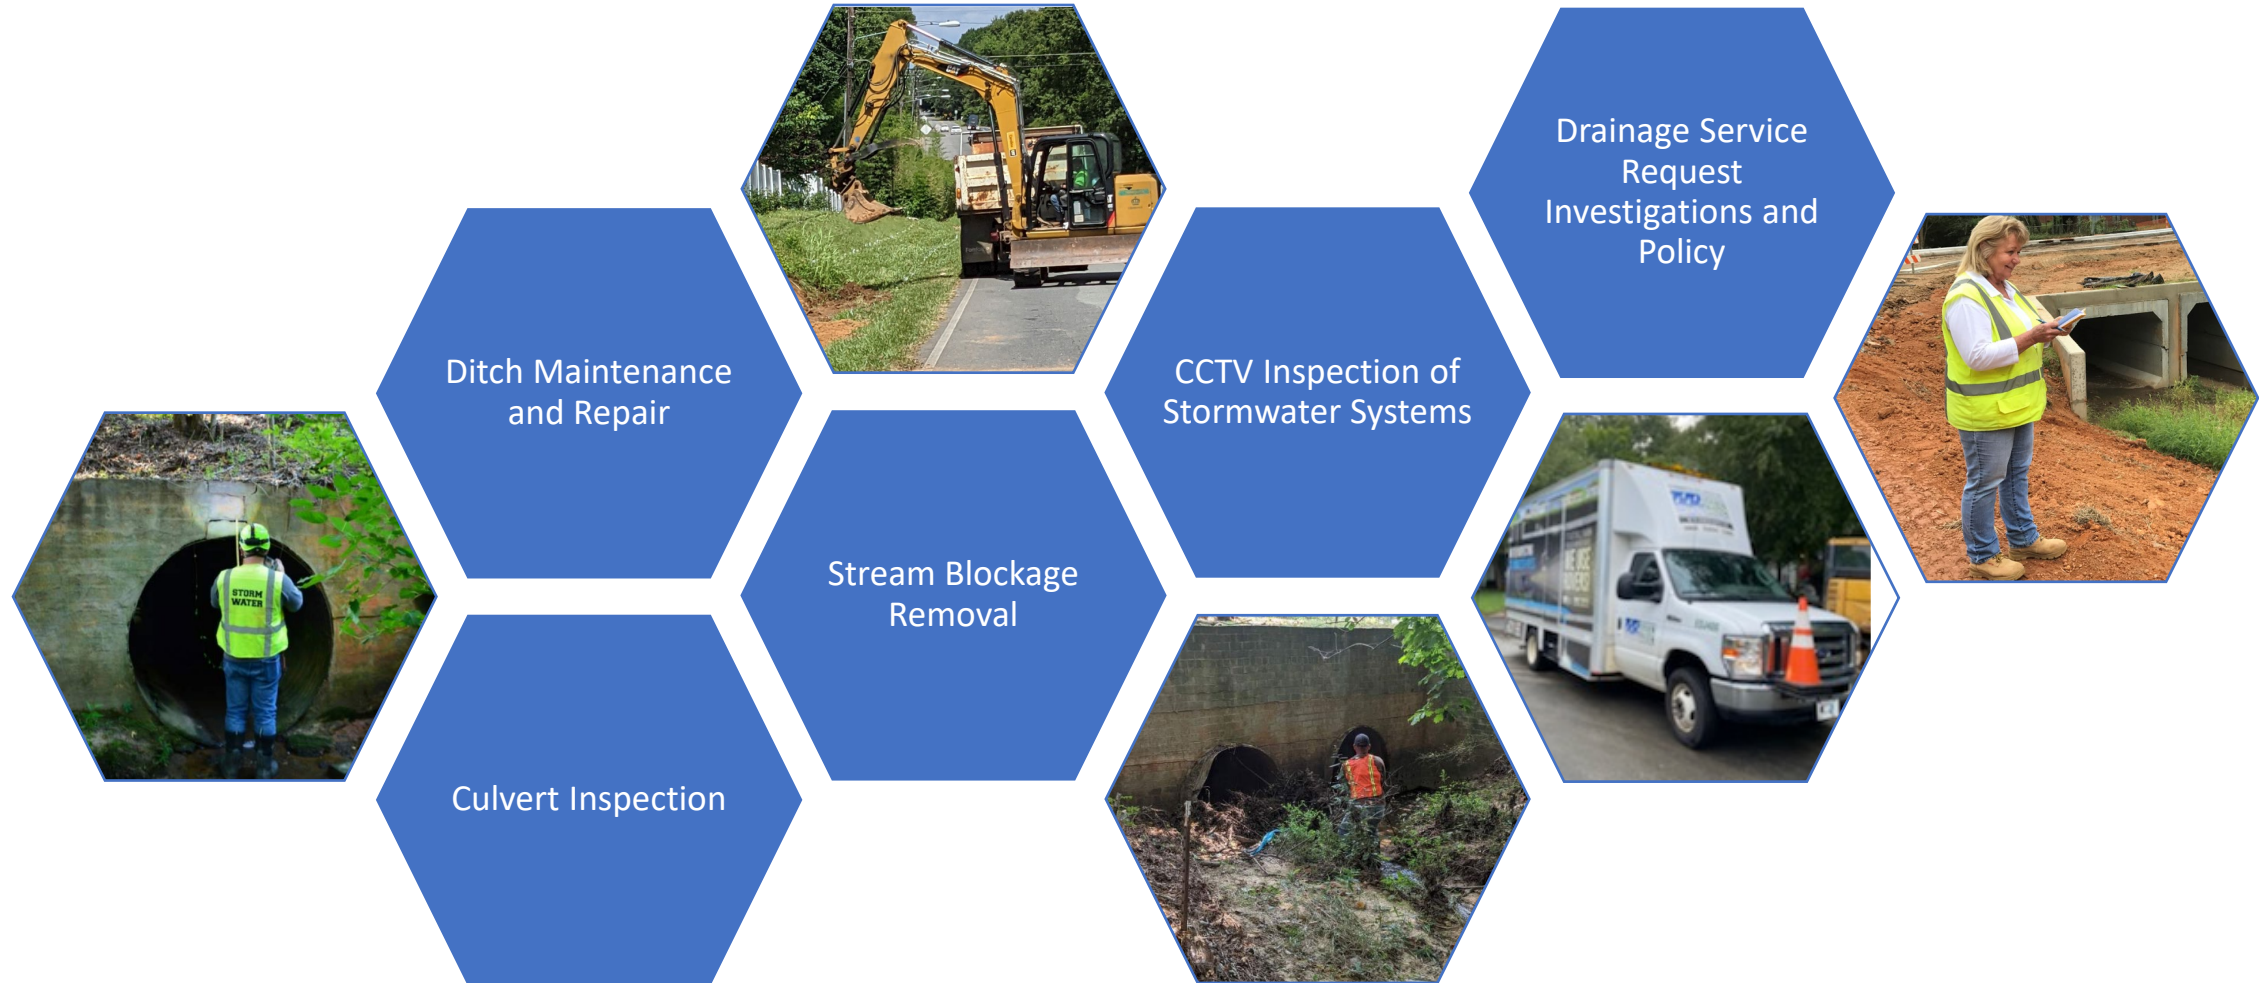 Drainage Service
Request
Investigations and
Policy
Ditch Maintenance
and Repair
CCTV Inspection of
Stormwater Systems
STORM
WATER
Stream Blockage
Removal
Culvert Inspection